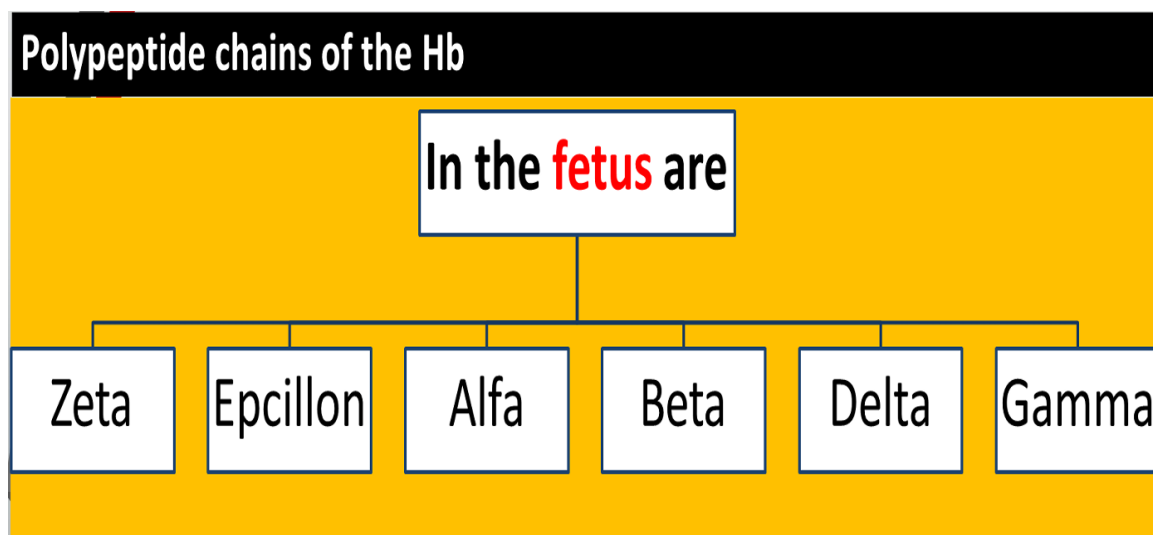 Polypeptide chains of the Hb
In the fetus are
Zeta
Epcillon
Alfa
Beta
Delta
Gamma